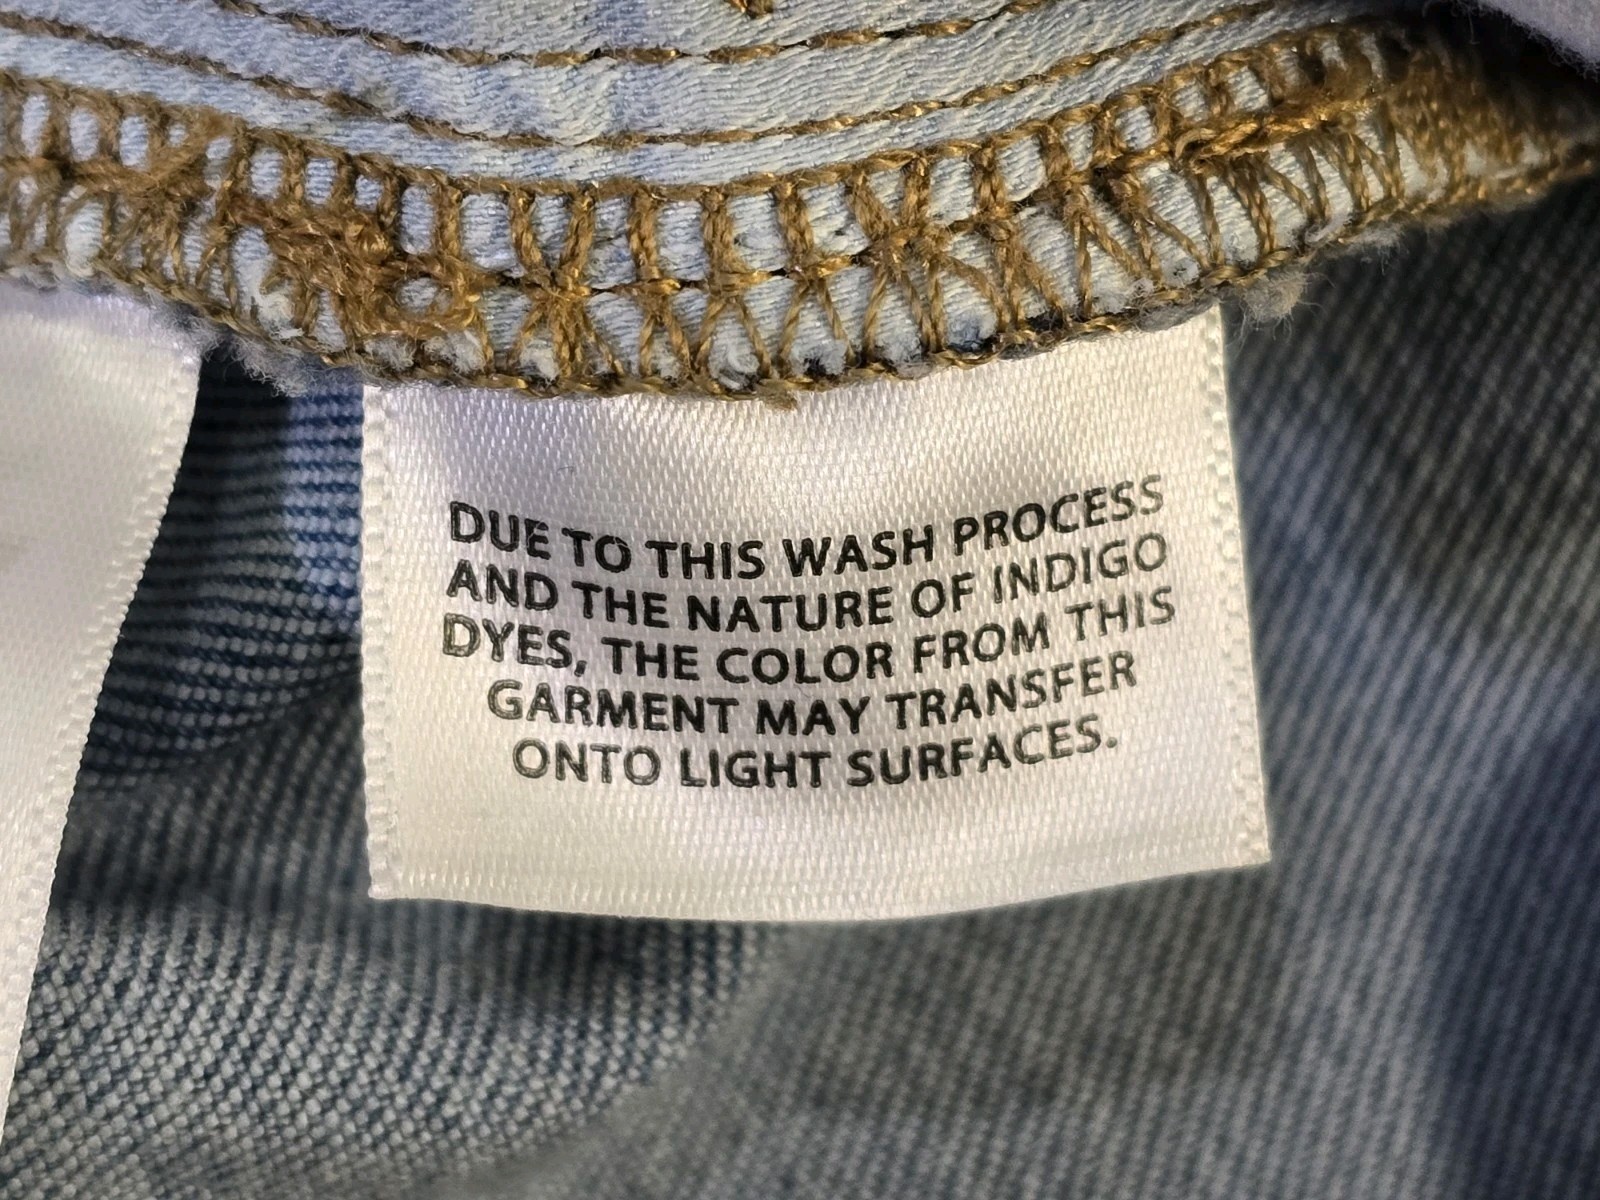 DUE TO THIS WASH PROCESS
AND THE NATURE OF INDIGO
DYES, THE COLOR FROM THIS
GARMENT MAY TRANSFER
ONTO LIGHT SURFACES.